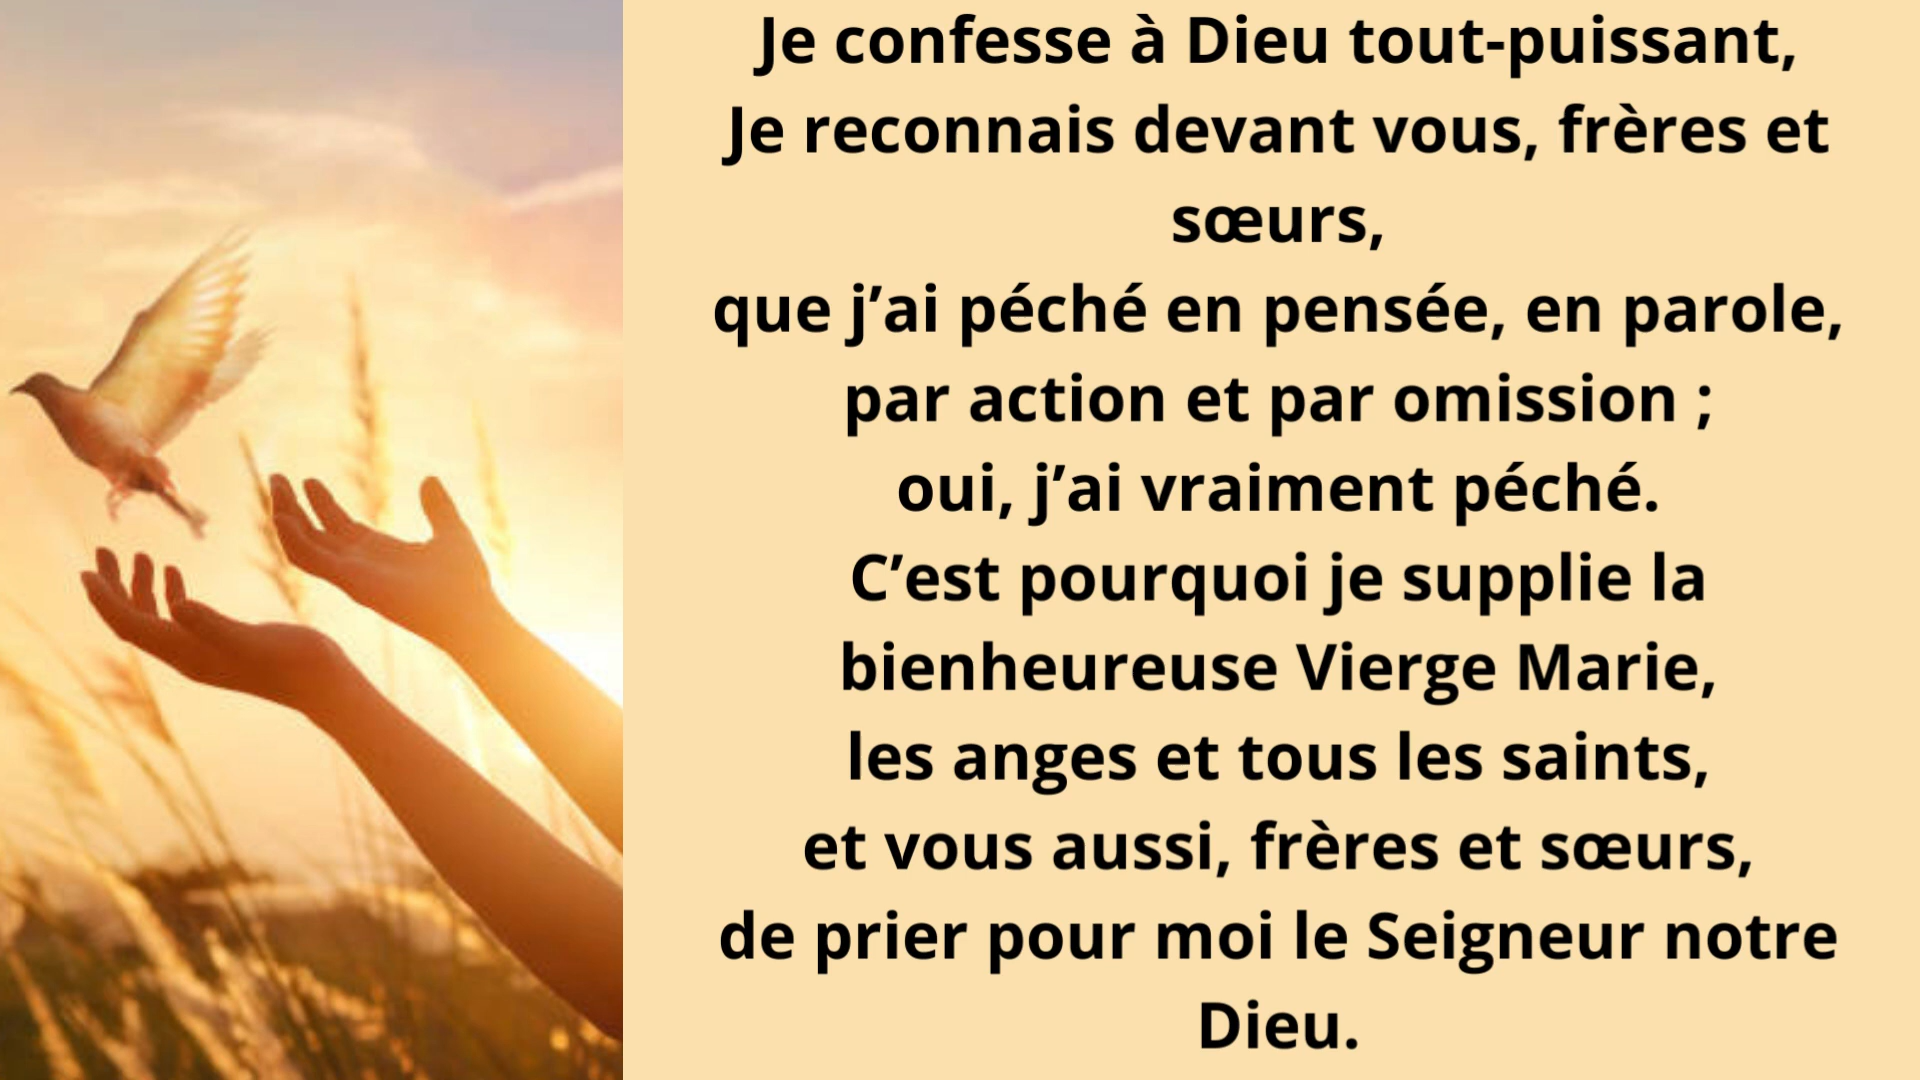 Je confesse à Dieu tout-puissant,
Je reconnais devant vous, frères et
sœurs,
que j’ai péché en pensée, en parole,
par action et par omission ;
oui, j’ai vraiment péché.
C’est pourquoi je supplie la
bienheureuse Vierge Marie,
les anges et tous les saints,
et vous aussi, frères et sœurs,
de prier pour moi le Seigneur notre
Dieu.